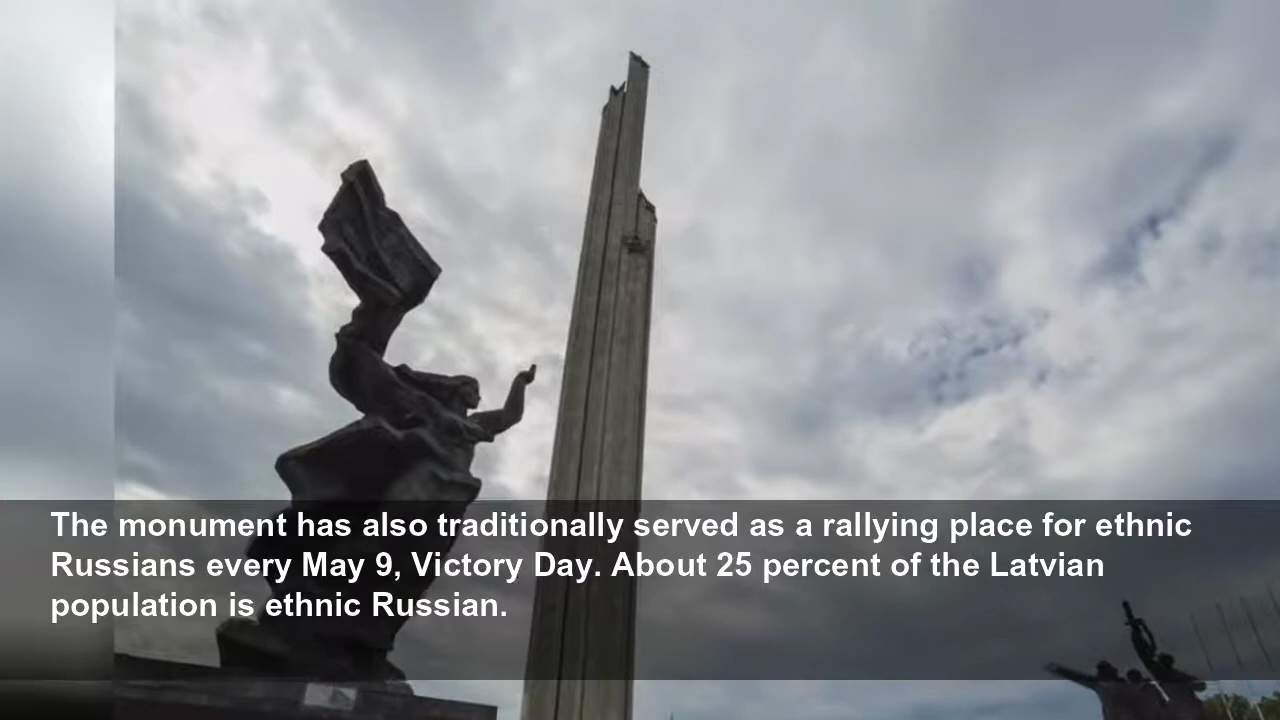 The monument has also traditionally served as a rallying place for ethnic
Russians every May 9, Victory Day. About 25 percent of the Latvian
population is ethnic Russian.